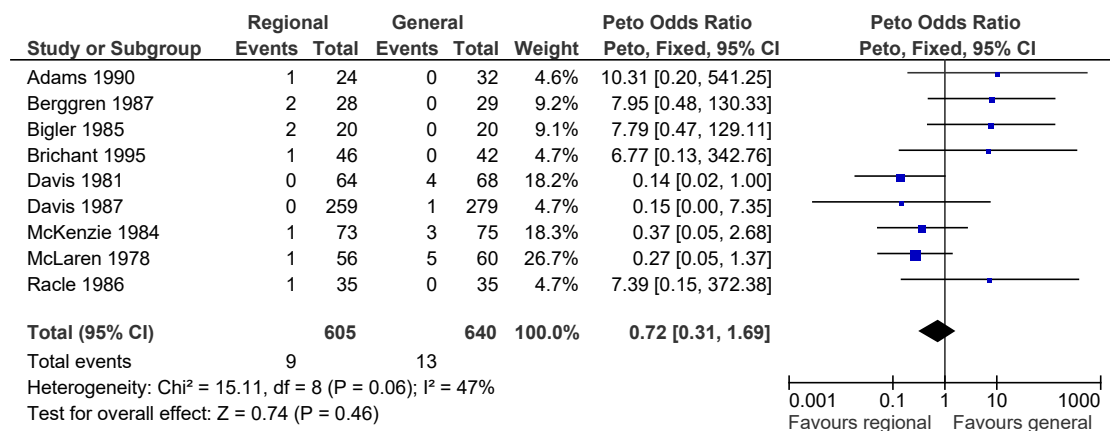 Regional General Peto Odds Ratio Peto Odds Ratio
Study or Subgroup Events Total Events Total Weight Peto, Fixed, 95% CI Peto, Fixed, 95% CI
Adams 1990 1 24 0 32 4.6% 10.31 [0.20, 541.25]
Berggren 1987 2 28 0 29 9.2% 7.95 [0.48, 130.33]
Bigler 1985 2 20 0 20 9.1% 7.79 [0.47, 129.11]
Brichant 1995 1 46 0 42 4.7% 6.77 [0.13, 342.76]
Davis 1981 0 64 4 68 18.2% 0.14 [0.02, 1.00]
Davis 1987 0 259 1 279 4.7% 0.15 [0.00, 7.35]
McKenzie 1984 1 73 3 75 18.3% 0.37 [0.05, 2.68]
McLaren 1978 1 56 5 60 26.7% 0.27 [0.05, 1.37]
Racle 1986 1 35 0 35 4.7% 7.39 [0.15, 372.38]
Total (95% CI) 605 640 100.0% 0.72 [0.31, 1.69]
Total events 9 13
Heterogeneity: Chi² = 15.11, df = 8 (P = 0.06); I² = 47%
Test for overall effect: Z = 0.74 (P = 0.46)
0.001 0.1 1 10 1000
Favours regional Favours general